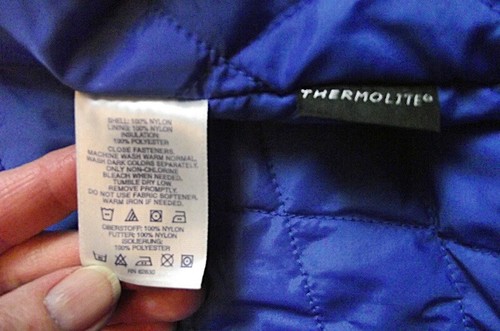 THERMOLITE®
SHELL: 100% NYLON
LINING: 100% NYLON
INSULATION:
100% POLYESTER
CLOSE FASTENERS.
MACHINE WASH WARM NORMAL.
WASH DARK COLORS SEPARATELY.
ONLY NON-CHLORINE
BLEACH WHEN NEEDED.
TUMBLE DRY LOW.
REMOVE PROMPTLY.
DO NOT USE FABRIC SOFTENER.
WARM IRON IF NEEDED.
OBERSTOFF: 100% NYLON
FUTTER: 100% NYLON
ISOLIERUNG:
100% POLYESTER